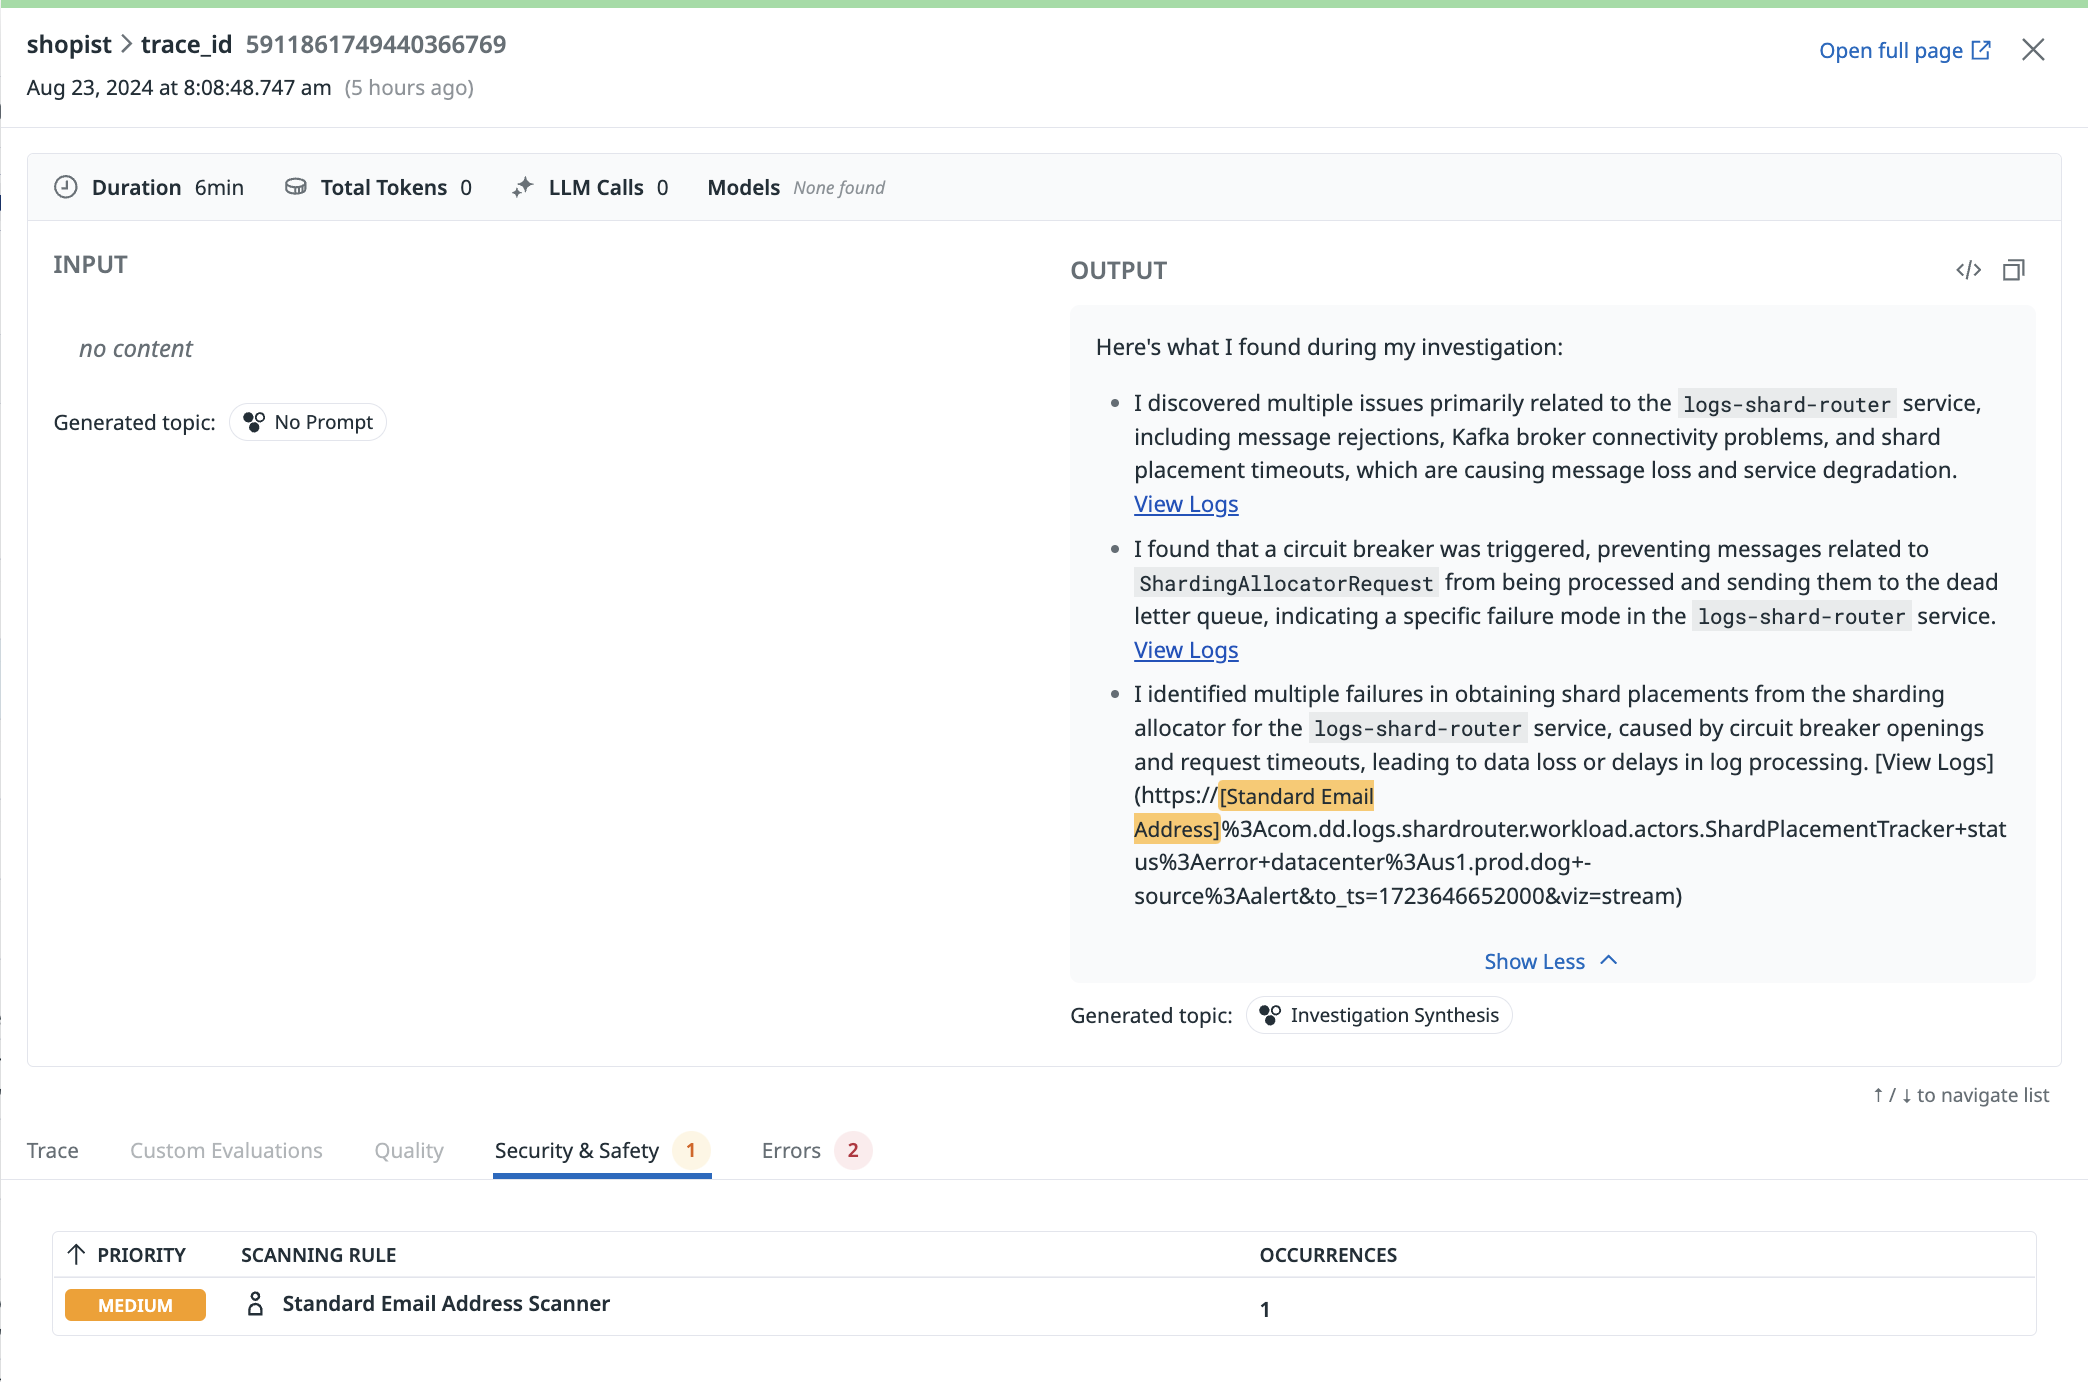 shopist > trace_id 5911861749440366769
Open full page
Aug 23, 2024 at 8:08:48.747 am (5 hours ago)
Duration 6min Total Tokens 0 LLM Calls 0 Models None found
INPUT
no content
Generated topic: No Prompt
OUTPUT
</>
Here's what I found during my investigation:
• I discovered multiple issues primarily related to the logs-shard-router service,
including message rejections, Kafka broker connectivity problems, and shard
placement timeouts, which are causing message loss and service degradation.
View Logs
• I found that a circuit breaker was triggered, preventing messages related to
ShardingAllocatorRequest from being processed and sending them to the dead
letter queue, indicating a specific failure mode in the logs-shard-router service.
View Logs
• I identified multiple failures in obtaining shard placements from the sharding
allocator for the logs-shard-router service, caused by circuit breaker openings
and request timeouts, leading to data loss or delays in log processing. [View Logs]
(https://[Standard Email
Address]%3Acom.dd.logs.shardrouter.workload.actors.ShardPlacementTracker+stat
us%3Aerror+datacenter%3Aus1.prod.dog+-
source%3Aalert&to_ts=1723646652000&viz=stream)
Show Less
Generated topic: Investigation Synthesis
↑ / ↓ to navigate list
Trace Custom Evaluations Quality Security & Safety 1 Errors 2
↑ PRIORITY SCANNING RULE OCCURRENCES
MEDIUM Standard Email Address Scanner 1